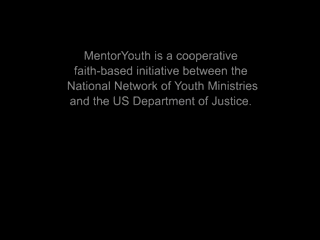 MentorYouth is a cooperative
faith-based initiative between the
National Network of Youth Ministries
and the US Department of Justice.